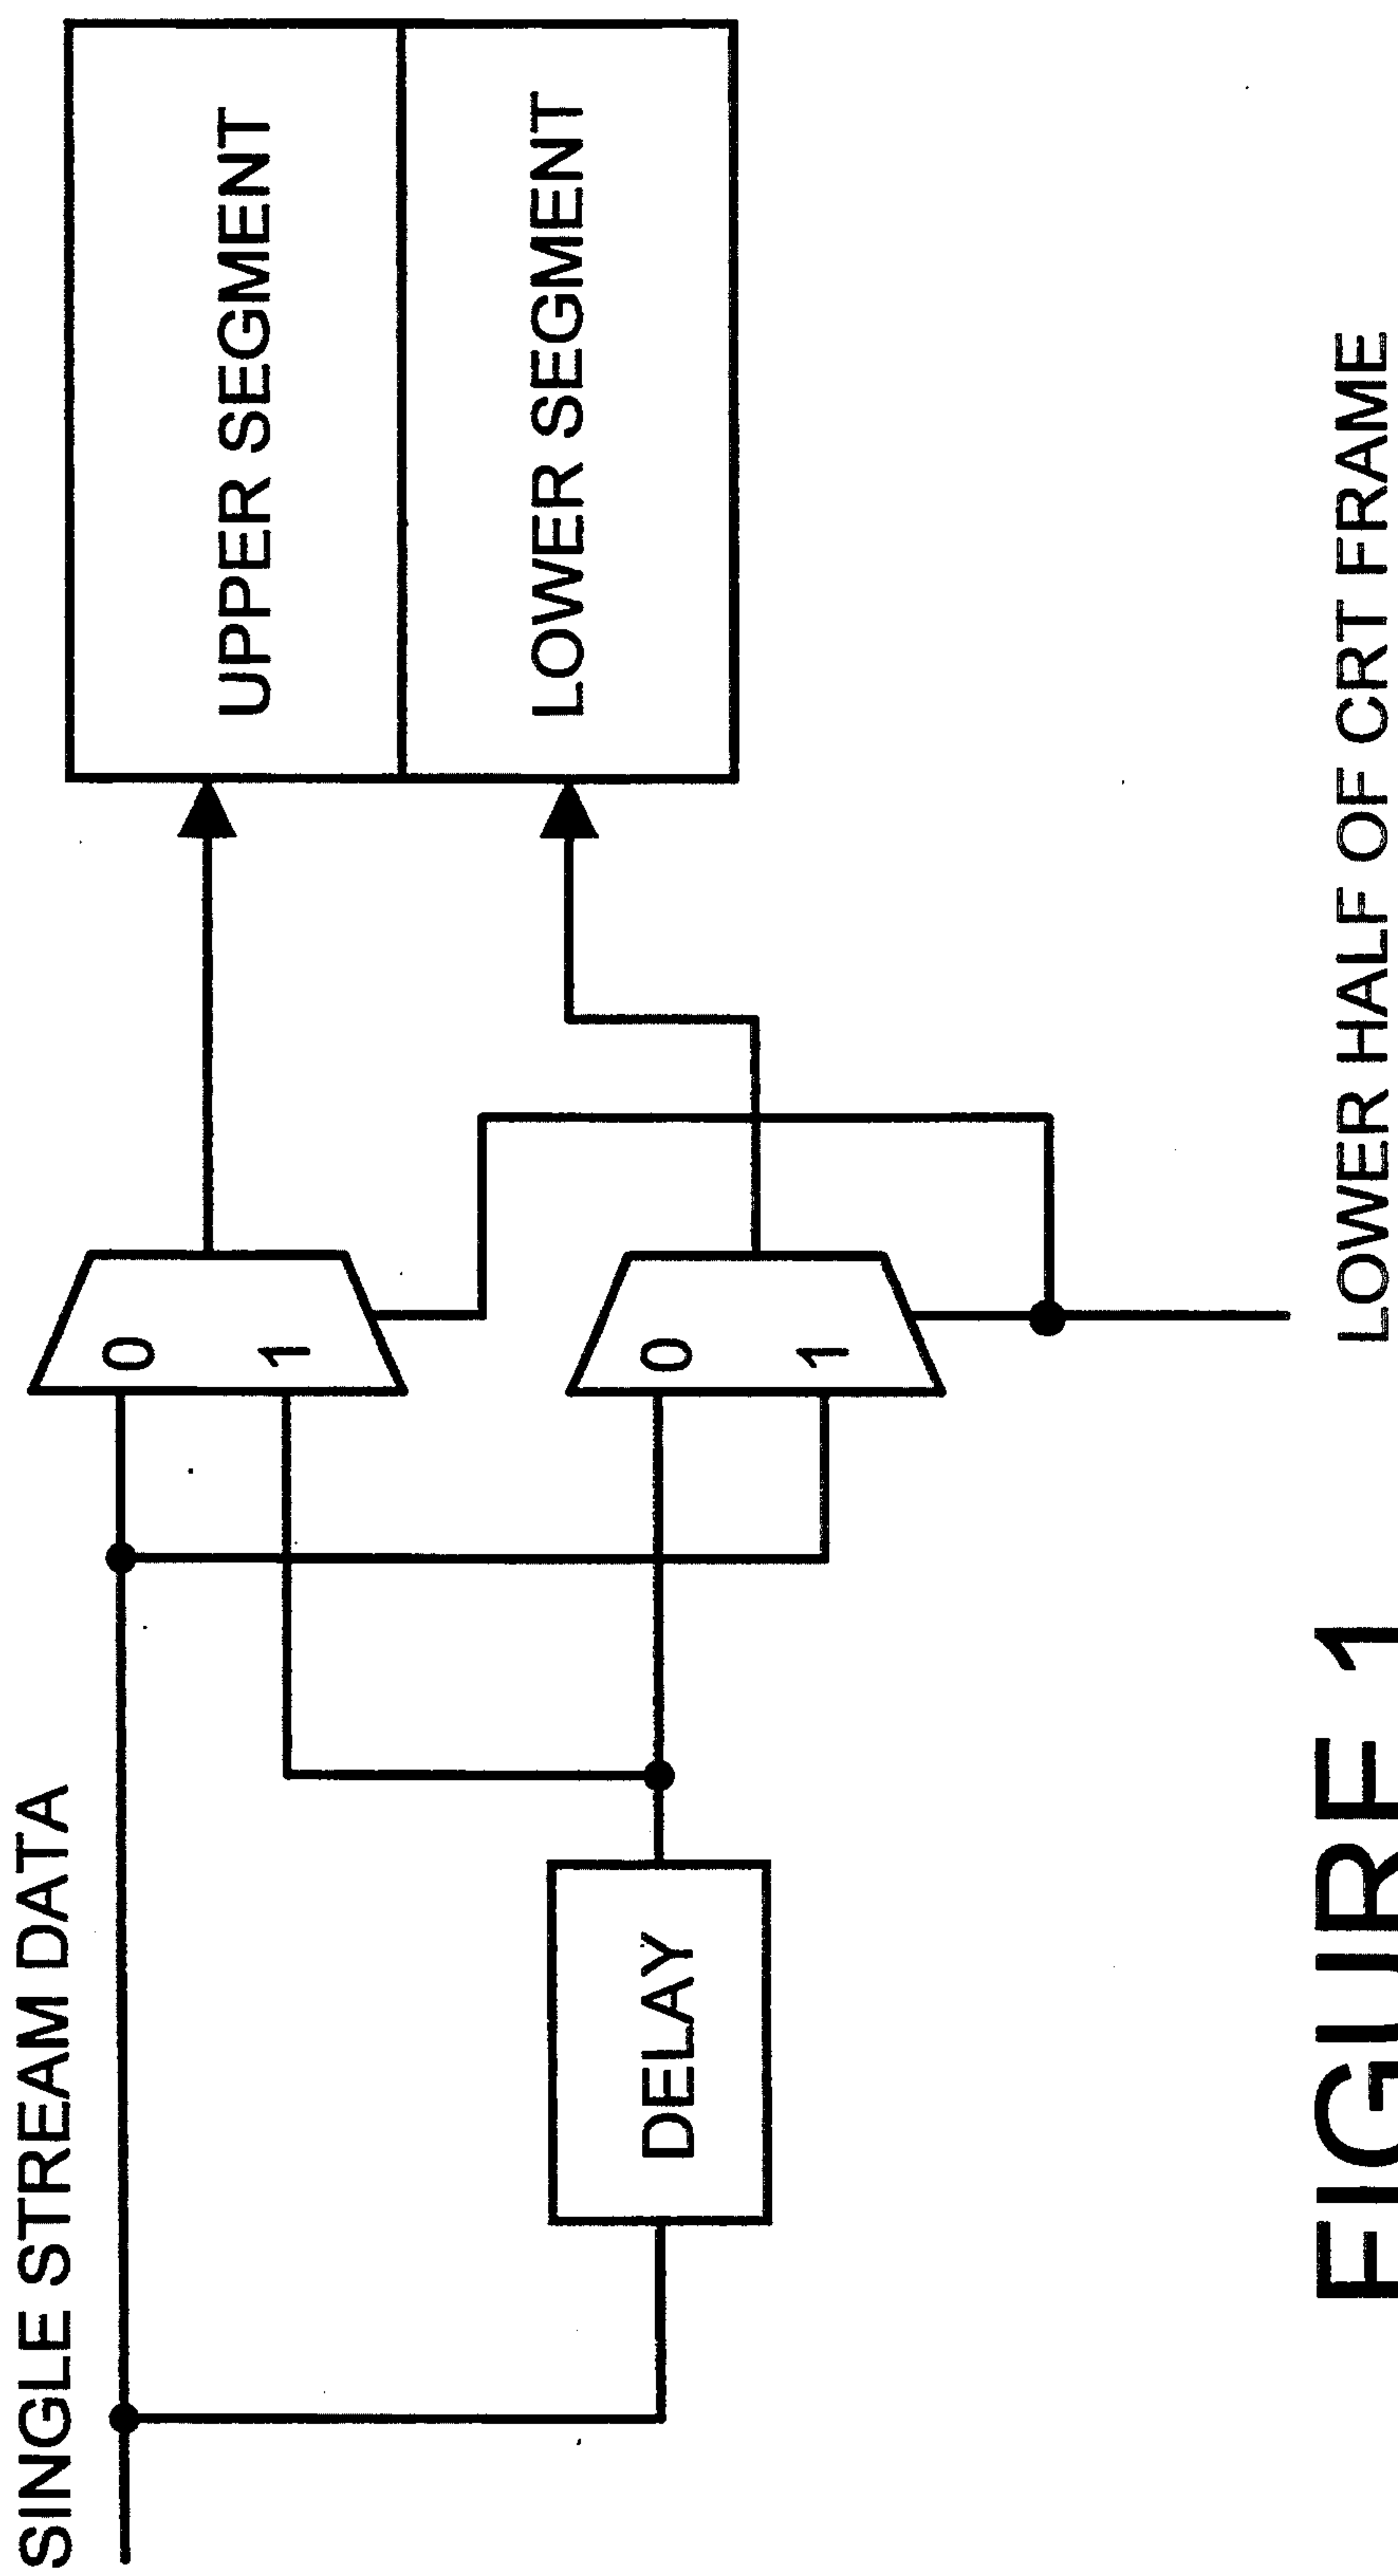 SINGLE STREAM DATA
0
1
UPPER SEGMENT
DELAY
0
1
LOWER SEGMENT
LOWER HALF OF CRT FRAME
FIGURE 1